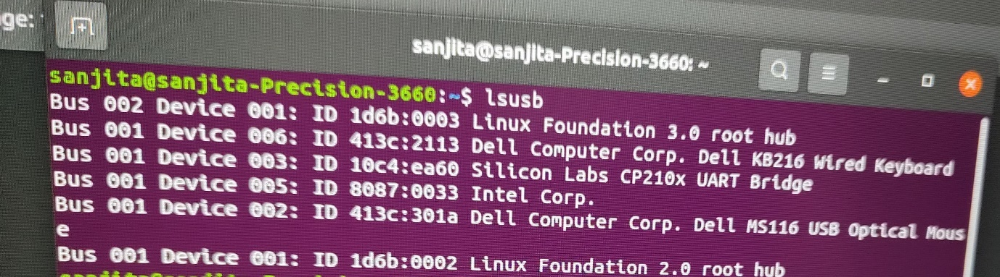 ge:
sanjita@sanjita-Precision-3660: ~
sanjita@sanjita-Precision-3660:~$ lsusb
Bus 002 Device 001: ID 1d6b:0003 Linux Foundation 3.0 root hub
Bus 001 Device 006: ID 413c:2113 Dell Computer Corp. Dell KB216 Wired Keyboard
Bus 001 Device 003: ID 10c4:ea60 Silicon Labs CP210x UART Bridge
Bus 001 Device 005: ID 8087:0033 Intel Corp.
Bus 001 Device 002: ID 413c:301a Dell Computer Corp. Dell MS116 USB Optical Mous
e
Bus 001 Device 001: ID 1d6b:0002 Linux Foundation 2.0 root hub